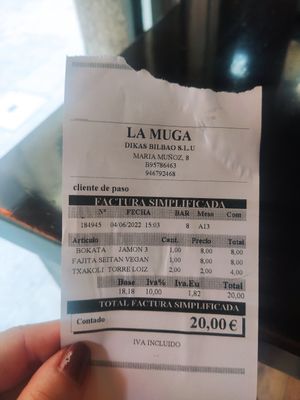 LA MUGA
DIKAS BILBAO S.L.U
MARIA MUÑOZ, 8
B95786463
946792468
cliente de paso
FACTURA SIMPLIFICADA
Nº FECHA BAR Mesa Com
184945 04/06/2022 15:03 8 A13
Artículo Cant. Precio Total
BOKATA JAMON 3 1,00 8,00 8,00
FAJITA SEITAN VEGAN 1,00 8,00 8,00
TXAKOLI TORRE LOIZ 2,00 2,00 4,00
Base Iva% Iva.Eu Total
18,18 10,00 1,82 20,00
TOTAL FACTURA SIMPLIFICADA
Contado 20,00 €
IVA INCLUIDO